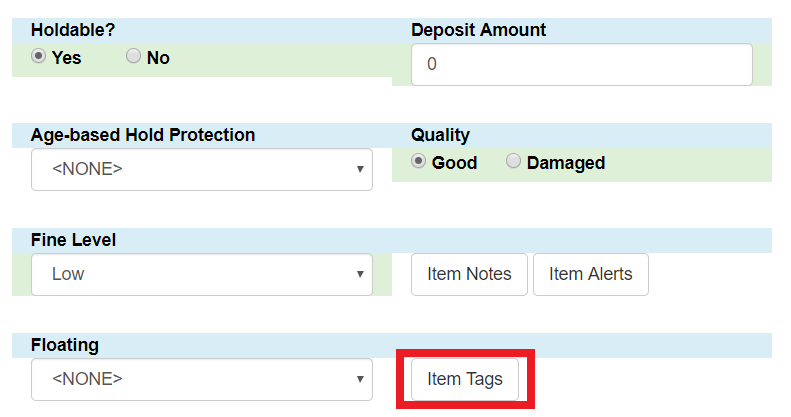 Holdable? Deposit Amount
Yes No 0
Age-based Hold Protection Quality
<NONE> Good Damaged
Fine Level
Low Item Notes Item Alerts
Floating
<NONE> Item Tags